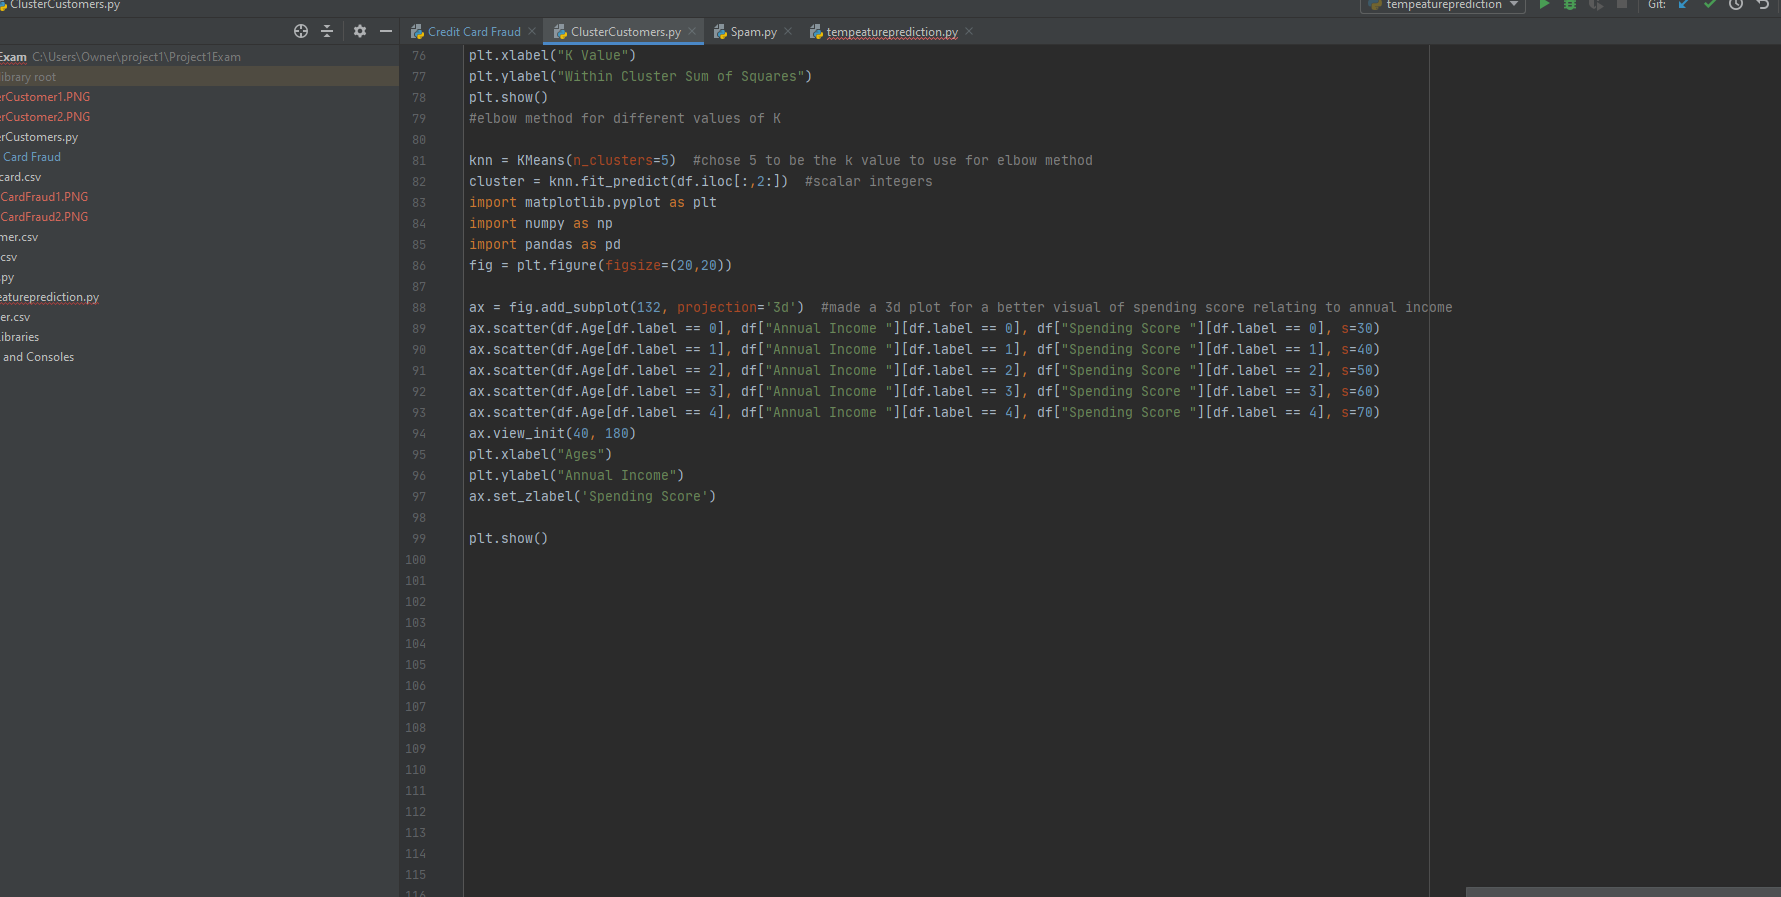 ClusterCustomers.py
tempeatureprediction
Git:
Credit Card Fraud
ClusterCustomers.py
Spam.py
tempeatureprediction.py
Exam C:\Users\Owner\project1\Project1Exam
library root
erCustomer1.PNG
erCustomer2.PNG
erCustomers.py
Card Fraud
card.csv
CardFraud1.PNG
CardFraud2.PNG
mer.csv
csv
.py
eatureprediction.py
er.csv
ibraries
and Consoles
76 plt.xlabel("K Value")
77 plt.ylabel("Within Cluster Sum of Squares")
78 plt.show()
79 #elbow method for different values of K
80
81 knn = KMeans(n_clusters=5)  #chose 5 to be the k value to use for elbow method
82 cluster = knn.fit_predict(df.iloc[:,2:])  #scalar integers
83 import matplotlib.pyplot as plt
84 import numpy as np
85 import pandas as pd
86 fig = plt.figure(figsize=(20,20))
87
88 ax = fig.add_subplot(132, projection='3d')  #made a 3d plot for a better visual of spending score relating to annual income
89 ax.scatter(df.Age[df.label == 0], df["Annual Income "][df.label == 0], df["Spending Score "][df.label == 0], s=30)
90 ax.scatter(df.Age[df.label == 1], df["Annual Income "][df.label == 1], df["Spending Score "][df.label == 1], s=40)
91 ax.scatter(df.Age[df.label == 2], df["Annual Income "][df.label == 2], df["Spending Score "][df.label == 2], s=50)
92 ax.scatter(df.Age[df.label == 3], df["Annual Income "][df.label == 3], df["Spending Score "][df.label == 3], s=60)
93 ax.scatter(df.Age[df.label == 4], df["Annual Income "][df.label == 4], df["Spending Score "][df.label == 4], s=70)
94 ax.view_init(40, 180)
95 plt.xlabel("Ages")
96 plt.ylabel("Annual Income")
97 ax.set_zlabel('Spending Score')
98
99 plt.show()
100
101
102
103
104
105
106
107
108
109
110
111
112
113
114
115
116